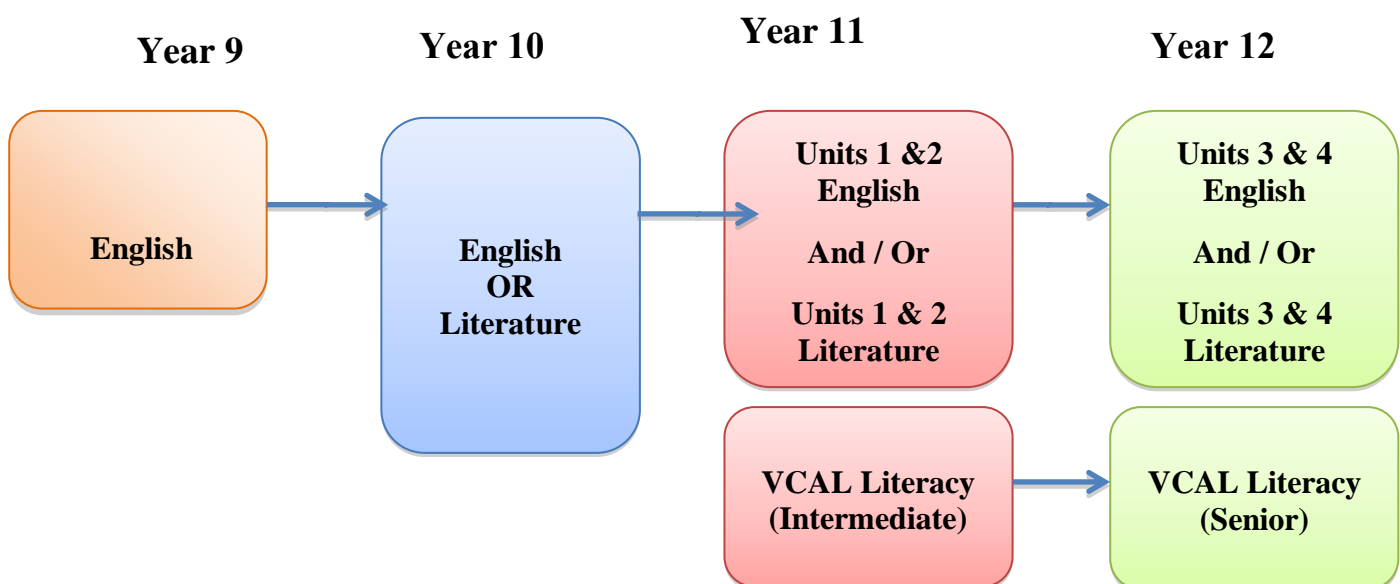 Year 9
Year 10
Year 11
Year 12
English
English
OR
Literature
Units 1 &2
English
And / Or
Units 1 & 2
Literature
Units 3 & 4
English
And / Or
Units 3 & 4
Literature
VCAL Literacy
(Intermediate)
VCAL Literacy
(Senior)